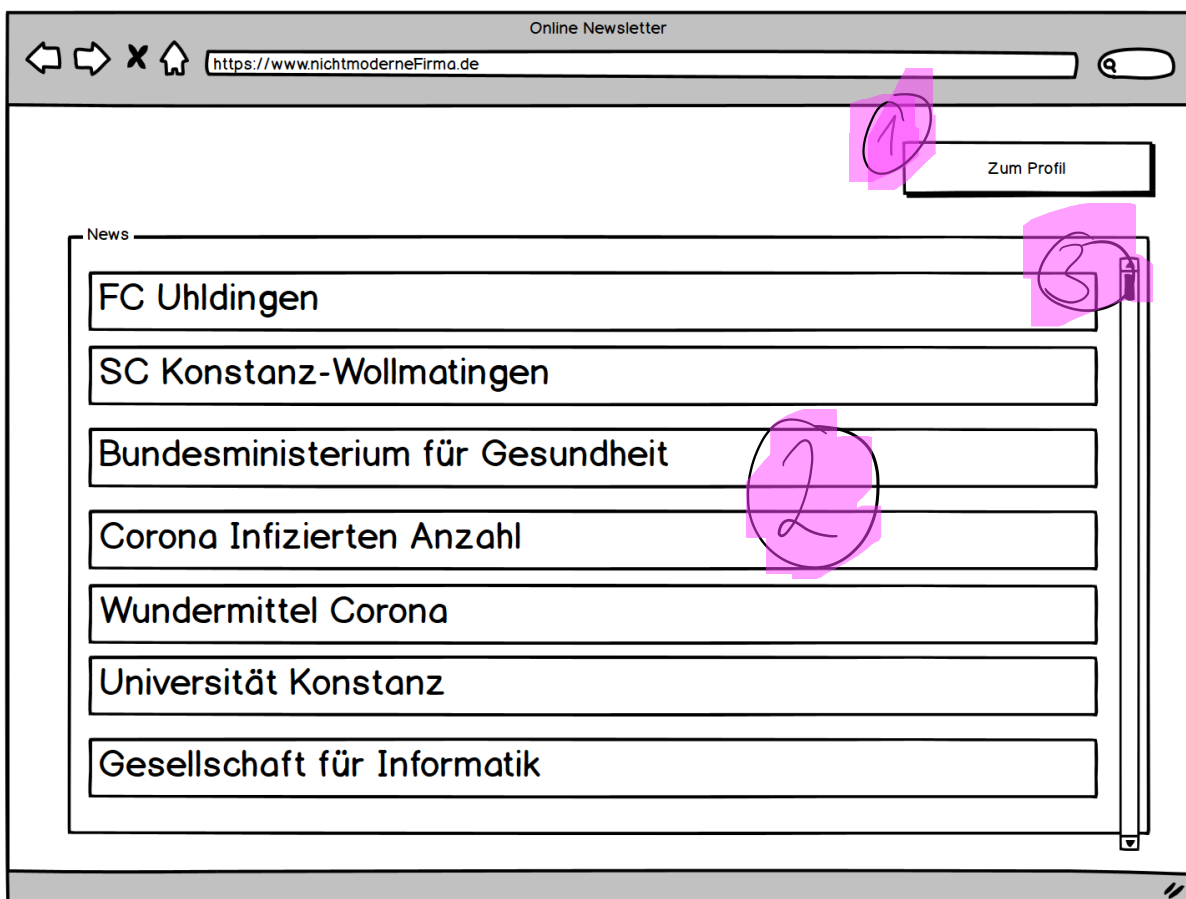 Online Newsletter
https://www.nichtmoderneFirma.de
1
Zum Profil
News
3
FC Uhldingen
SC Konstanz-Wollmatingen
Bundesministerium für Gesundheit
2
Corona Infizierten Anzahl
Wundermittel Corona
Universität Konstanz
Gesellschaft für Informatik